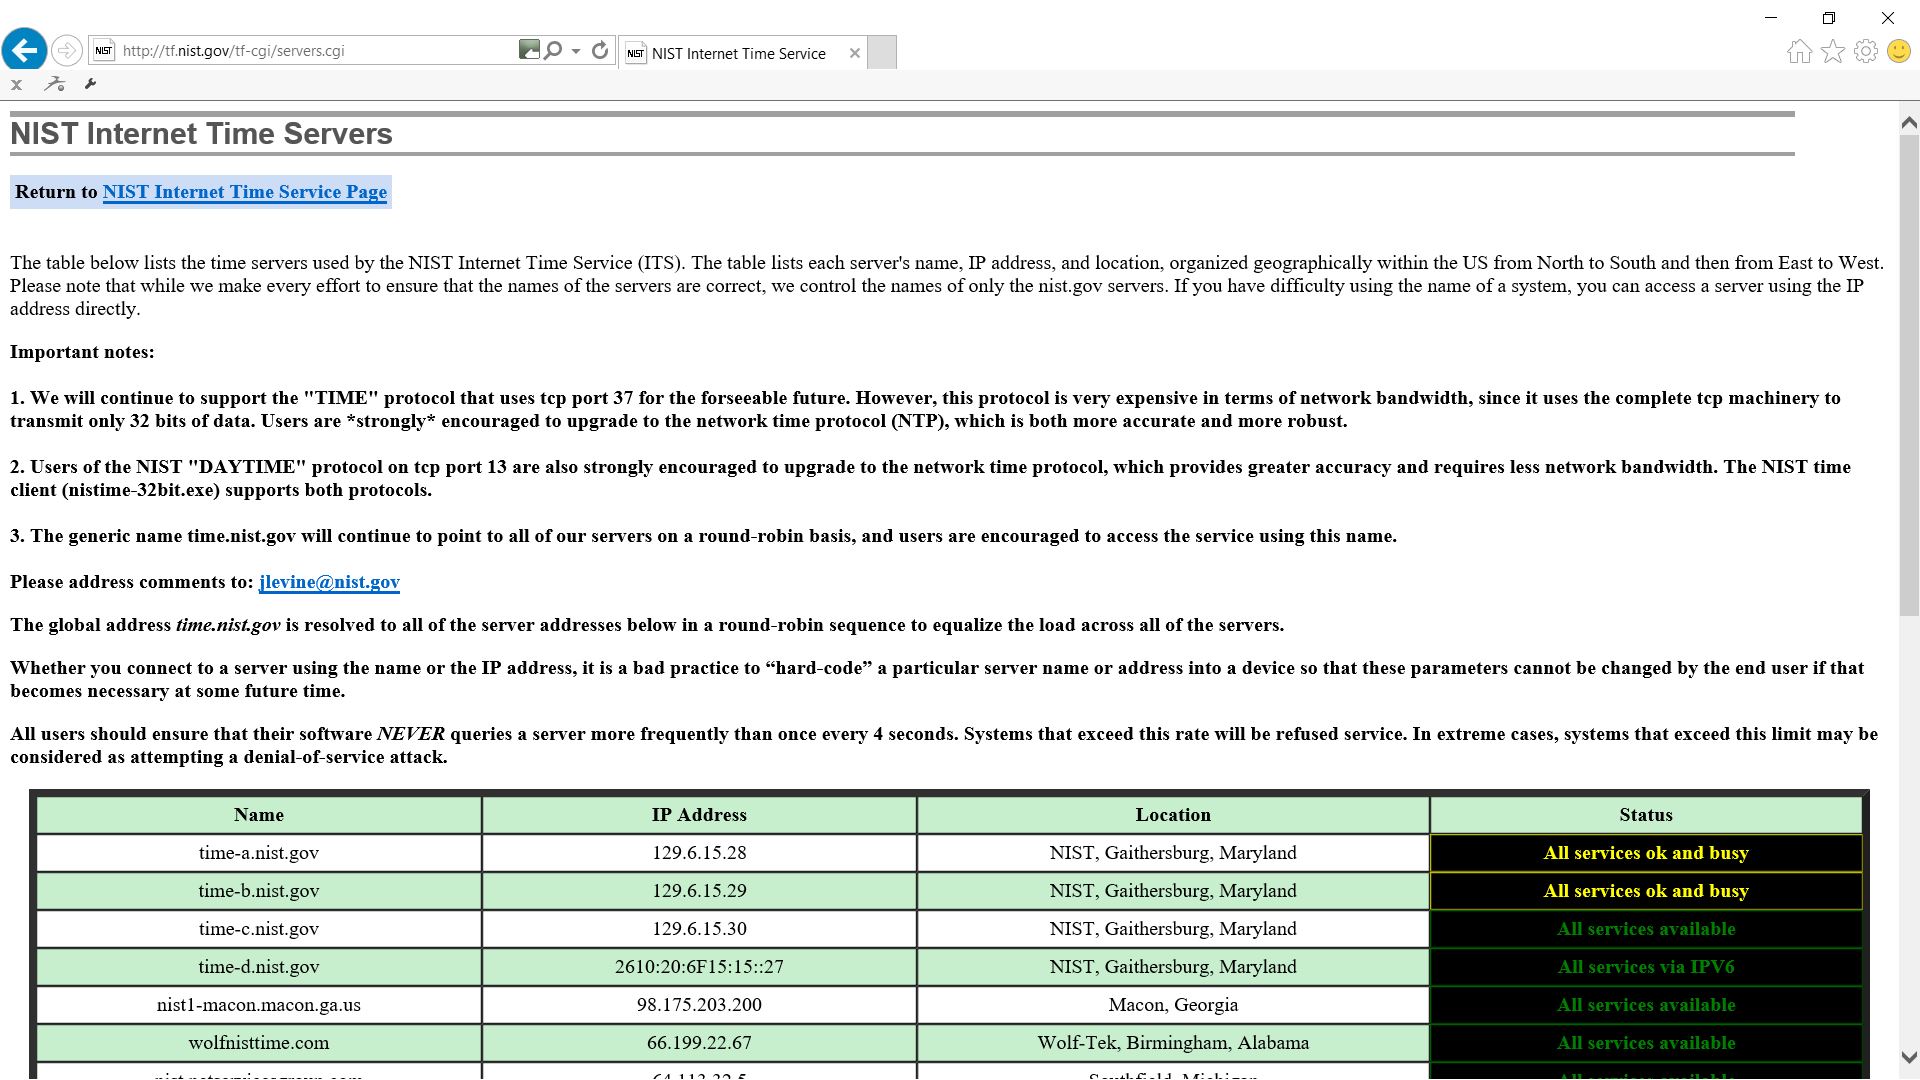 http://tf.nist.gov/tf-cgi/servers.cgi
NIST Internet Time Service
NIST Internet Time Servers
Return to NIST Internet Time Service Page
The table below lists the time servers used by the NIST Internet Time Service (ITS). The table lists each server's name, IP address, and location, organized geographically within the US from North to South and then from East to West.
Please note that while we make every effort to ensure that the names of the servers are correct, we control the names of only the nist.gov servers. If you have difficulty using the name of a system, you can access a server using the IP
address directly.
Important notes:
1. We will continue to support the "TIME" protocol that uses tcp port 37 for the forseeable future. However, this protocol is very expensive in terms of network bandwidth, since it uses the complete tcp machinery to
transmit only 32 bits of data. Users are *strongly* encouraged to upgrade to the network time protocol (NTP), which is both more accurate and more robust.
2. Users of the NIST "DAYTIME" protocol on tcp port 13 are also strongly encouraged to upgrade to the network time protocol, which provides greater accuracy and requires less network bandwidth. The NIST time
client (nistime-32bit.exe) supports both protocols.
3. The generic name time.nist.gov will continue to point to all of our servers on a round-robin basis, and users are encouraged to access the service using this name.
Please address comments to: jlevine@nist.gov
The global address time.nist.gov is resolved to all of the server addresses below in a round-robin sequence to equalize the load across all of the servers.
Whether you connect to a server using the name or the IP address, it is a bad practice to “hard-code” a particular server name or address into a device so that these parameters cannot be changed by the end user if that
becomes necessary at some future time.
All users should ensure that their software NEVER queries a server more frequently than once every 4 seconds. Systems that exceed this rate will be refused service. In extreme cases, systems that exceed this limit may be
considered as attempting a denial-of-service attack.
Name IP Address Location Status
time-a.nist.gov 129.6.15.28 NIST, Gaithersburg, Maryland All services ok and busy
time-b.nist.gov 129.6.15.29 NIST, Gaithersburg, Maryland All services ok and busy
time-c.nist.gov 129.6.15.30 NIST, Gaithersburg, Maryland All services available
time-d.nist.gov 2610:20:6F15:15::27 NIST, Gaithersburg, Maryland All services via IPV6
nist1-macon.macon.ga.us 98.175.203.200 Macon, Georgia All services available
wolfnisttime.com 66.199.22.67 Wolf-Tek, Birmingham, Alabama All services available